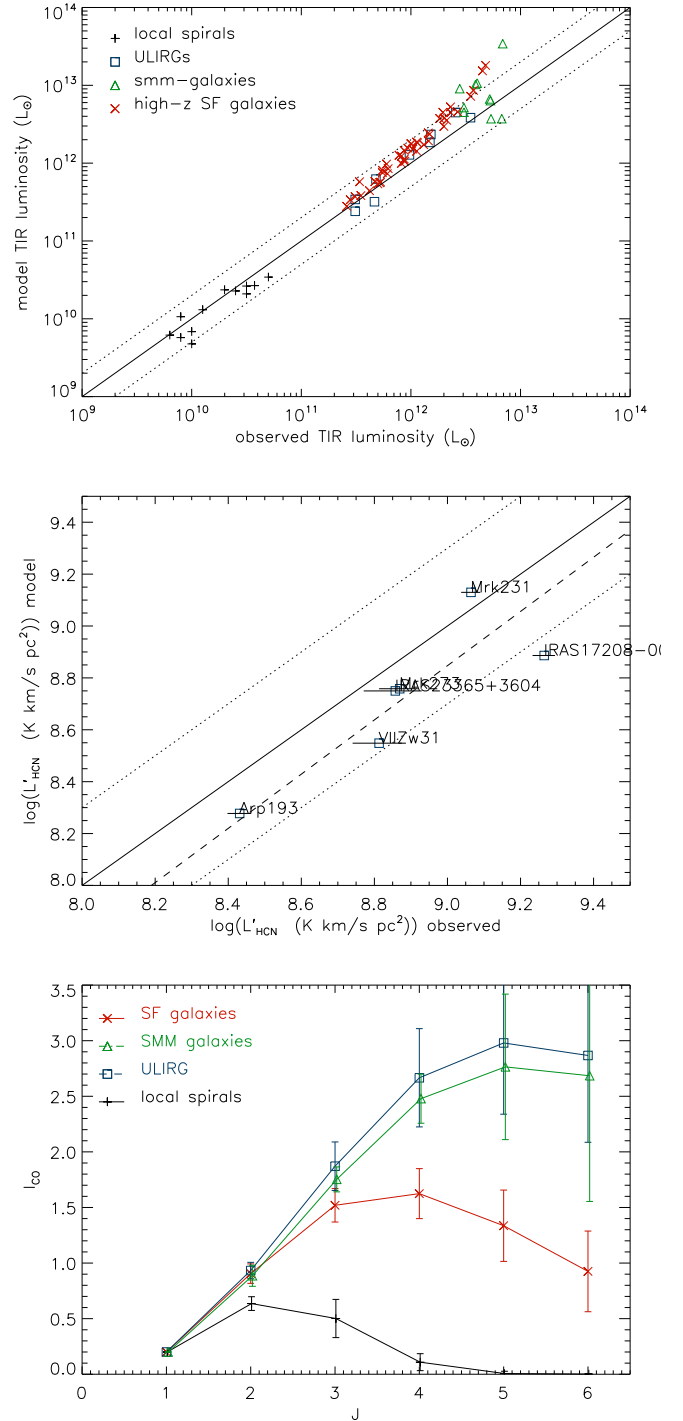 10¹⁴
10¹³
10¹²
10¹¹
10¹⁰
10⁹
model TIR luminosity (L⊙)
local spirals
ULIRGs
smm-galaxies
high-z SF galaxies
10⁹ 10¹⁰ 10¹¹ 10¹² 10¹³ 10¹⁴
observed TIR luminosity (L⊙)
9.4
9.2
9.0
8.8
8.6
8.4
8.2
8.0
log(L'HCN (K km/s pc²)) model
Mrk231
IRAS17208-00
Mrk273
IRAS23365+3604
VIIZw31
Arp193
8.0 8.2 8.4 8.6 8.8 9.0 9.2 9.4
log(L'HCN (K km/s pc²)) observed
3.5
3.0
2.5
2.0
1.5
1.0
0.5
0.0
ICO
SF galaxies
SMM galaxies
ULIRG
local spirals
0 1 2 3 4 5 6
J